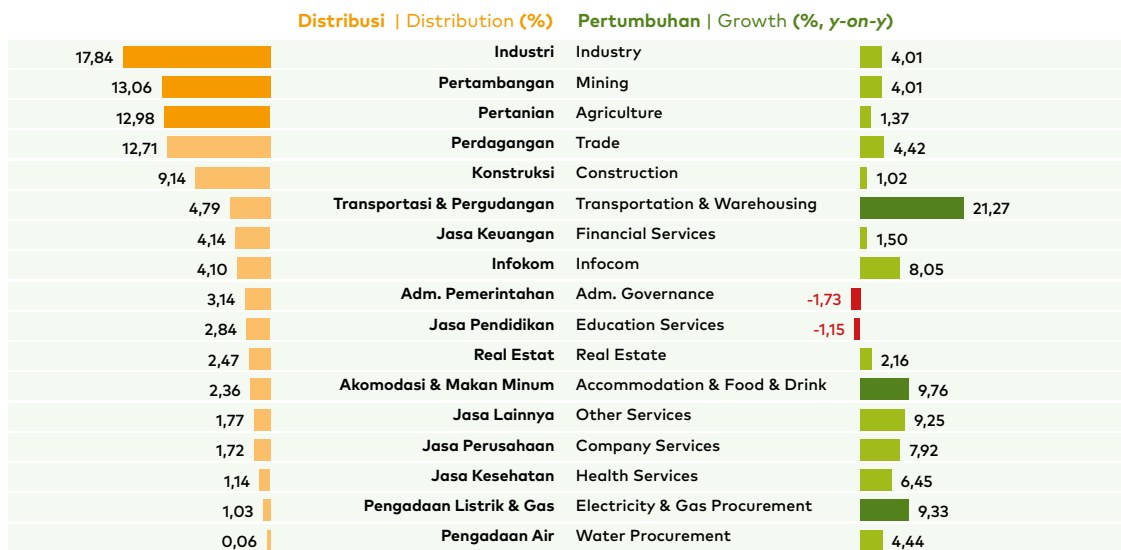 Distribusi | Distribution (%) Pertumbuhan | Growth (%, y-on-y)
17,84 Industri Industry 4,01
13,06 Pertambangan Mining 4,01
12,98 Pertanian Agriculture 1,37
12,71 Perdagangan Trade 4,42
9,14 Konstruksi Construction 1,02
4,79 Transportasi & Pergudangan Transportation & Warehousing 21,27
4,14 Jasa Keuangan Financial Services 1,50
4,10 Infokom Infocom 8,05
3,14 Adm. Pemerintahan Adm. Governance -1,73
2,84 Jasa Pendidikan Education Services -1,15
2,47 Real Estat Real Estate 2,16
2,36 Akomodasi & Makan Minum Accommodation & Food & Drink 9,76
1,77 Jasa Lainnya Other Services 9,25
1,72 Jasa Perusahaan Company Services 7,92
1,14 Jasa Kesehatan Health Services 6,45
1,03 Pengadaan Listrik & Gas Electricity & Gas Procurement 9,33
0,06 Pengadaan Air Water Procurement 4,44